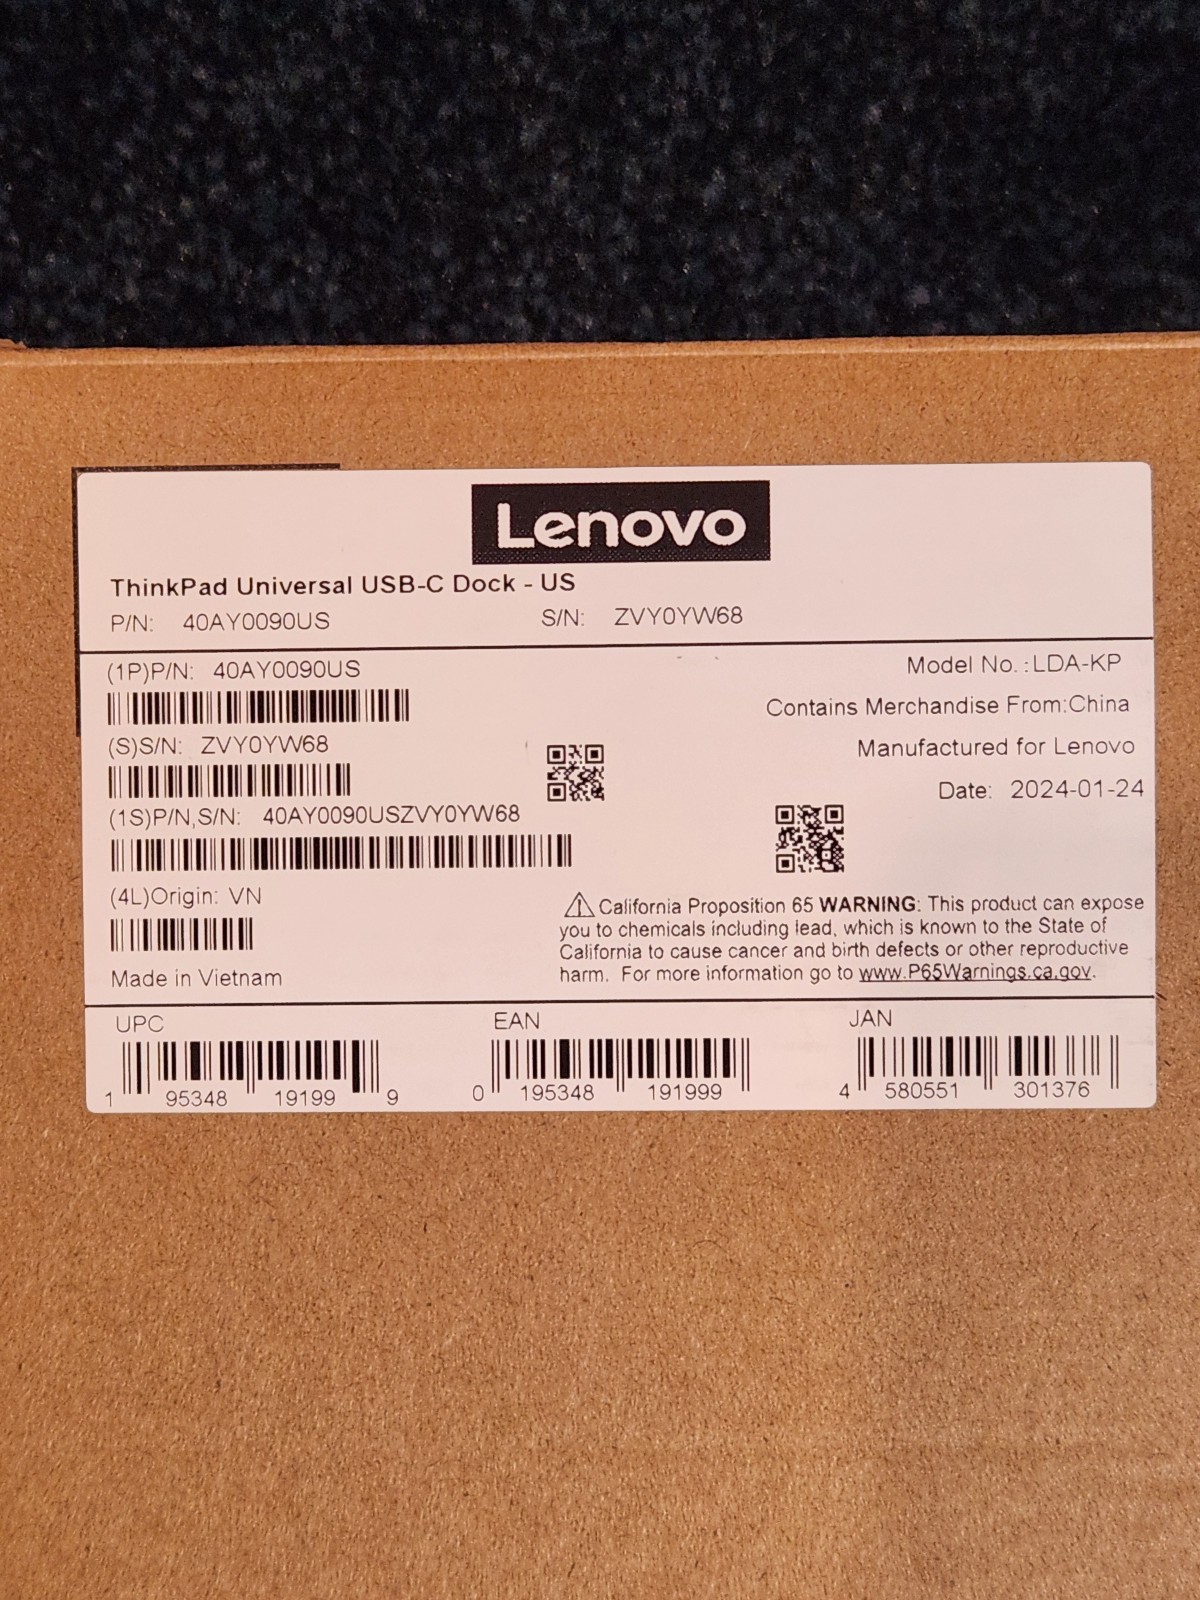 Lenovo
ThinkPad Universal USB-C Dock - US
P/N: 40AY0090US S/N: ZVY0YW68
(1P)P/N: 40AY0090US
Model No.:LDA-KP
Contains Merchandise From:China
(S)S/N: ZVY0YW68
Manufactured for Lenovo
Date: 2024-01-24
(1S)P/N,S/N: 40AY0090USZVY0YW68
(4L)Origin: VN
Made in Vietnam
⚠ California Proposition 65 WARNING: This product can expose
you to chemicals including lead, which is known to the State of
California to cause cancer and birth defects or other reproductive
harm. For more information go to www.P65Warnings.ca.gov.
UPC EAN JAN
1 95348 19199 9 0 195348 191999 4 580551 301376